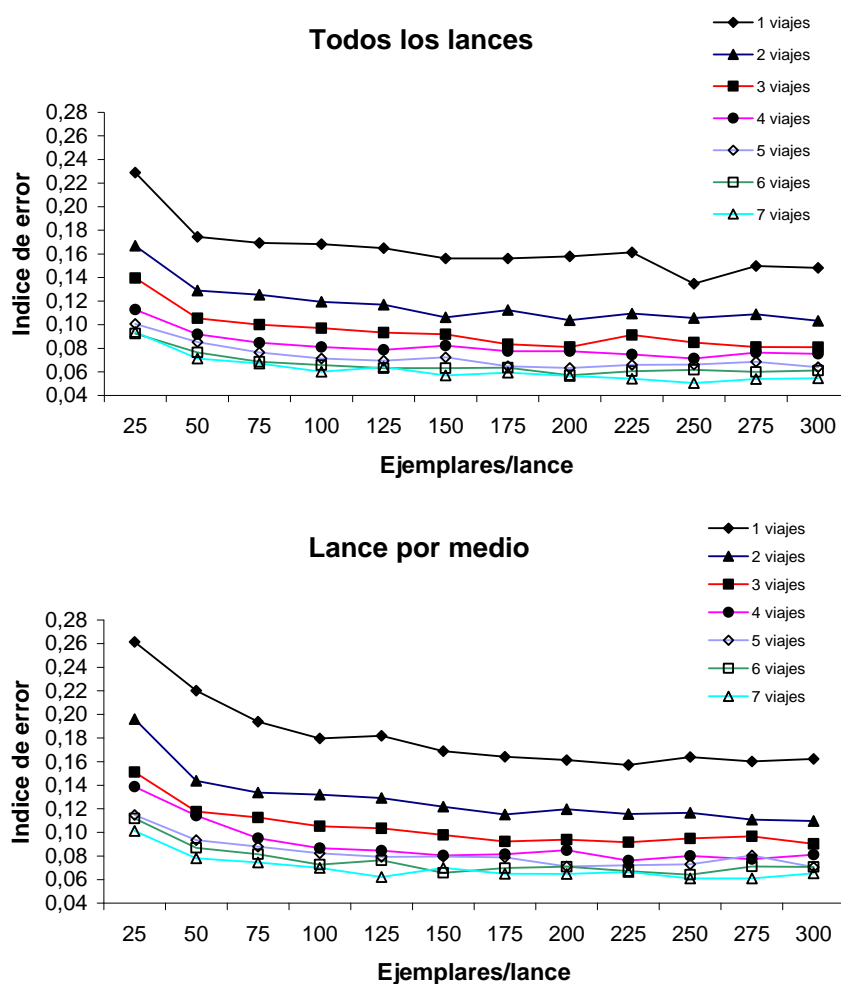 Todos los lances
1 viajes
2 viajes
3 viajes
4 viajes
5 viajes
6 viajes
7 viajes
Indice de error
0,28
0,26
0,24
0,22
0,20
0,18
0,16
0,14
0,12
0,10
0,08
0,06
0,04
25 50 75 100 125 150 175 200 225 250 275 300
Ejemplares/lance
Lance por medio
1 viajes
2 viajes
3 viajes
4 viajes
5 viajes
6 viajes
7 viajes
Indice de error
0,28
0,26
0,24
0,22
0,20
0,18
0,16
0,14
0,12
0,10
0,08
0,06
0,04
25 50 75 100 125 150 175 200 225 250 275 300
Ejemplares/lance